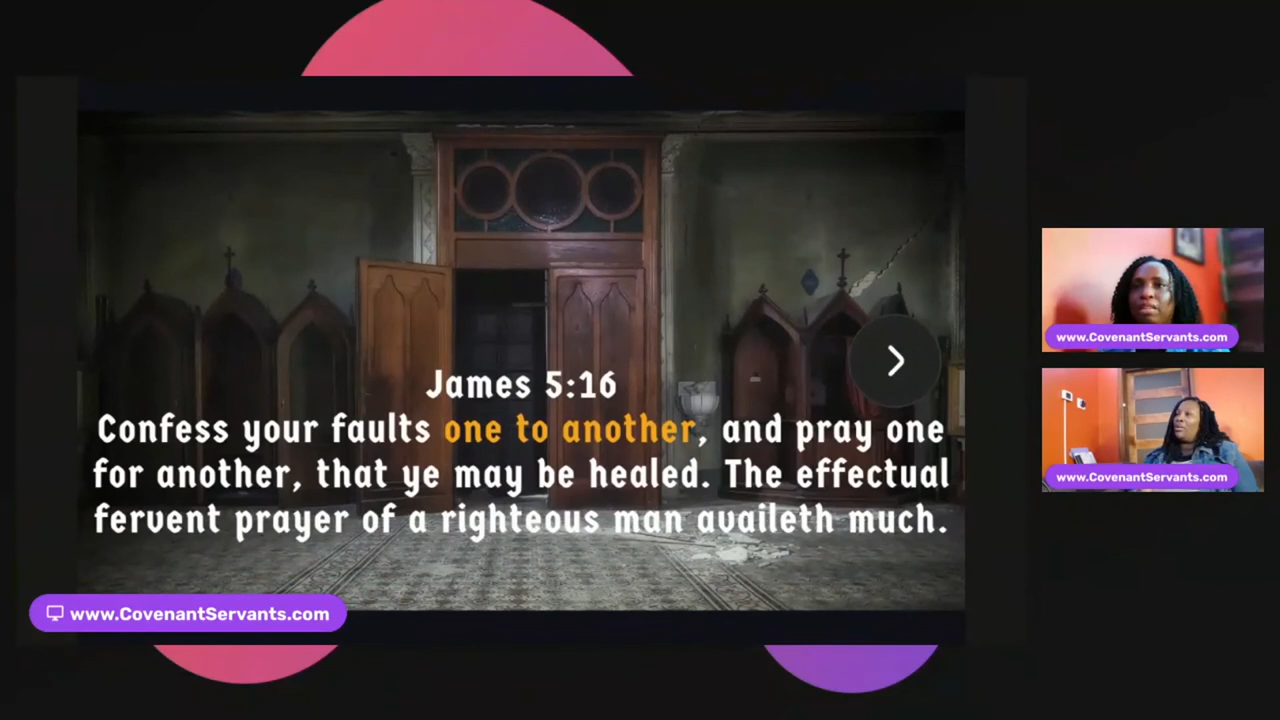 James 5:16
Confess your faults one to another, and pray one
for another, that ye may be healed. The effectual
fervent prayer of a righteous man availeth much.
www.CovenantServants.com
www.CovenantServants.com
www.CovenantServants.com